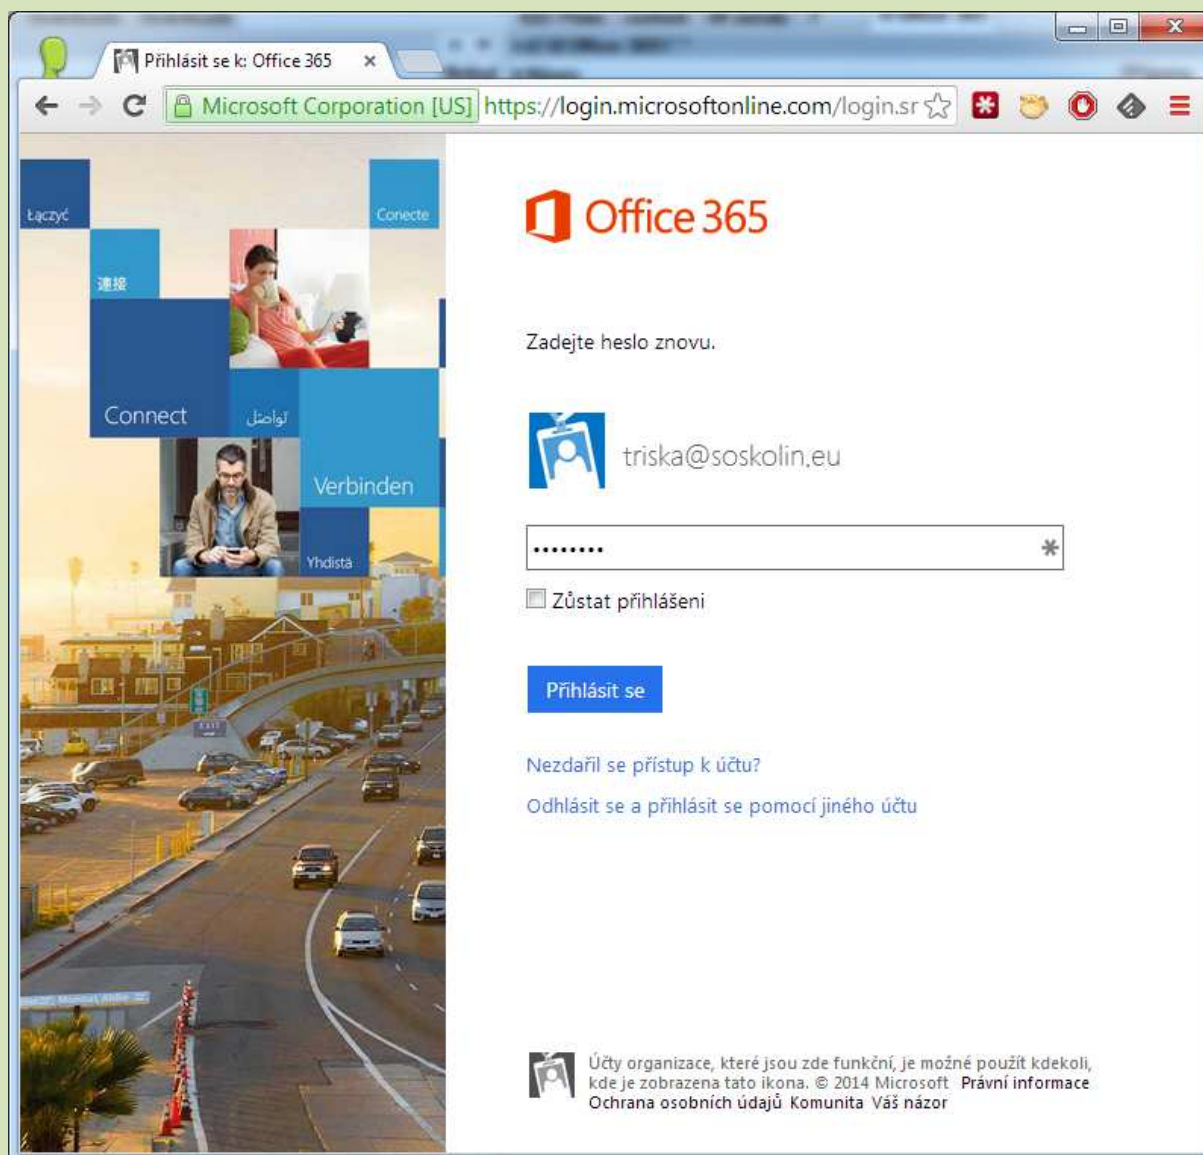 Přihlásit se k: Office 365
Microsoft Corporation [US] https://login.microsoftonline.com/login.sr
Łączyć
Conecte
連接
Connect
تواصل
Verbinden
Yhdistä
EXIT
Office 365
Zadejte heslo znovu.
triska@soskolin.eu
Zůstat přihlášeni
Přihlásit se
Nezdařil se přístup k účtu?
Odhlásit se a přihlásit se pomocí jiného účtu
Účty organizace, které jsou zde funkční, je možné použít kdekoli,
kde je zobrazena tato ikona. © 2014 Microsoft Právní informace
Ochrana osobních údajů Komunita Váš názor